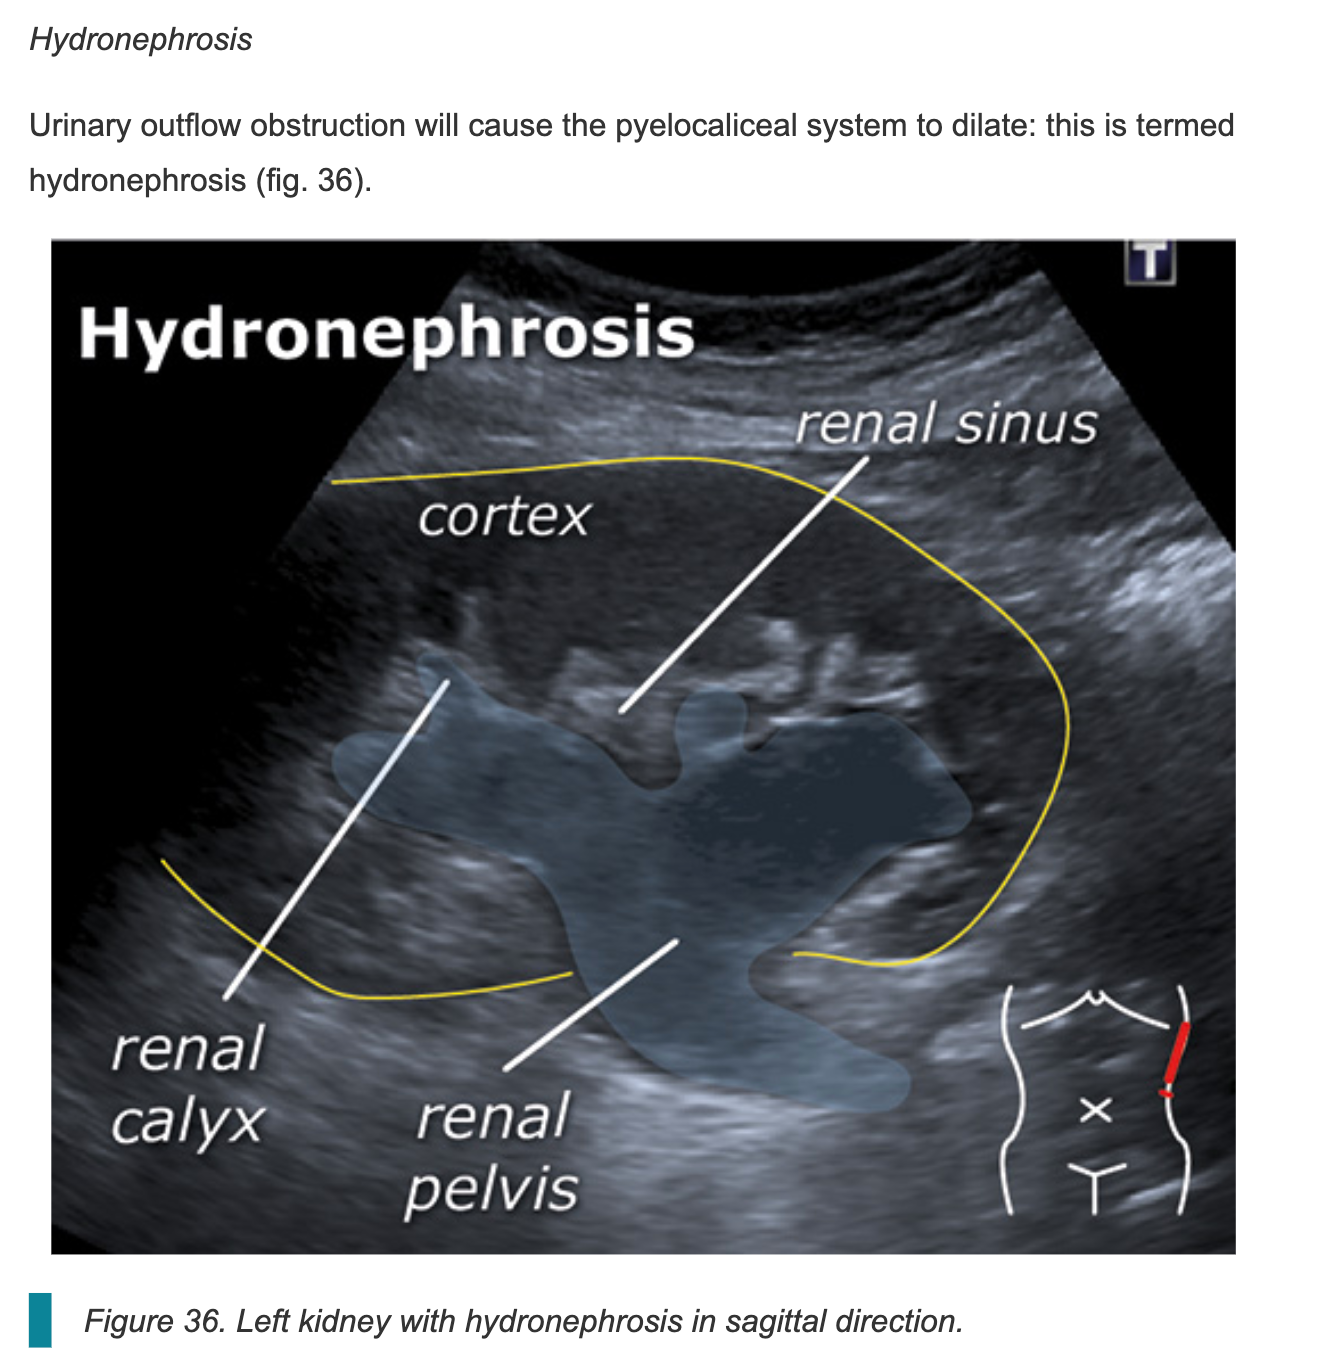 Hydronephrosis
Urinary outflow obstruction will cause the pyelocaliceal system to dilate: this is termed
hydronephrosis (fig. 36).
T
Hydronephrosis
renal sinus
cortex
renal
calyx
renal
pelvis
Figure 36. Left kidney with hydronephrosis in sagittal direction.